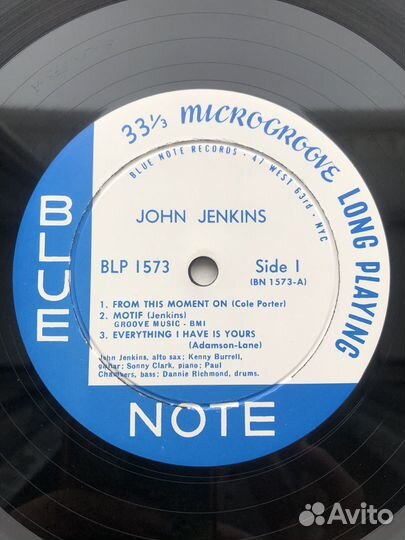 33 1/3 MICROGROOVE LONG PLAYING
BLUE NOTE RECORDS - 47 WEST 63rd - NYC
JOHN JENKINS
BLP 1573
Side 1
(BN 1573-A)
1. FROM THIS MOMENT ON (Cole Porter)
2. MOTIF (Jenkins)
GROOVE MUSIC - BMI
3. EVERYTHING I HAVE IS YOURS
(Adamson-Lane)
John Jenkins, alto sax; Kenny Burrell,
guitar; Sonny Clark, piano; Paul
Chambers, bass; Dannie Richmond, drums.
BLUE
NOTE
Avito